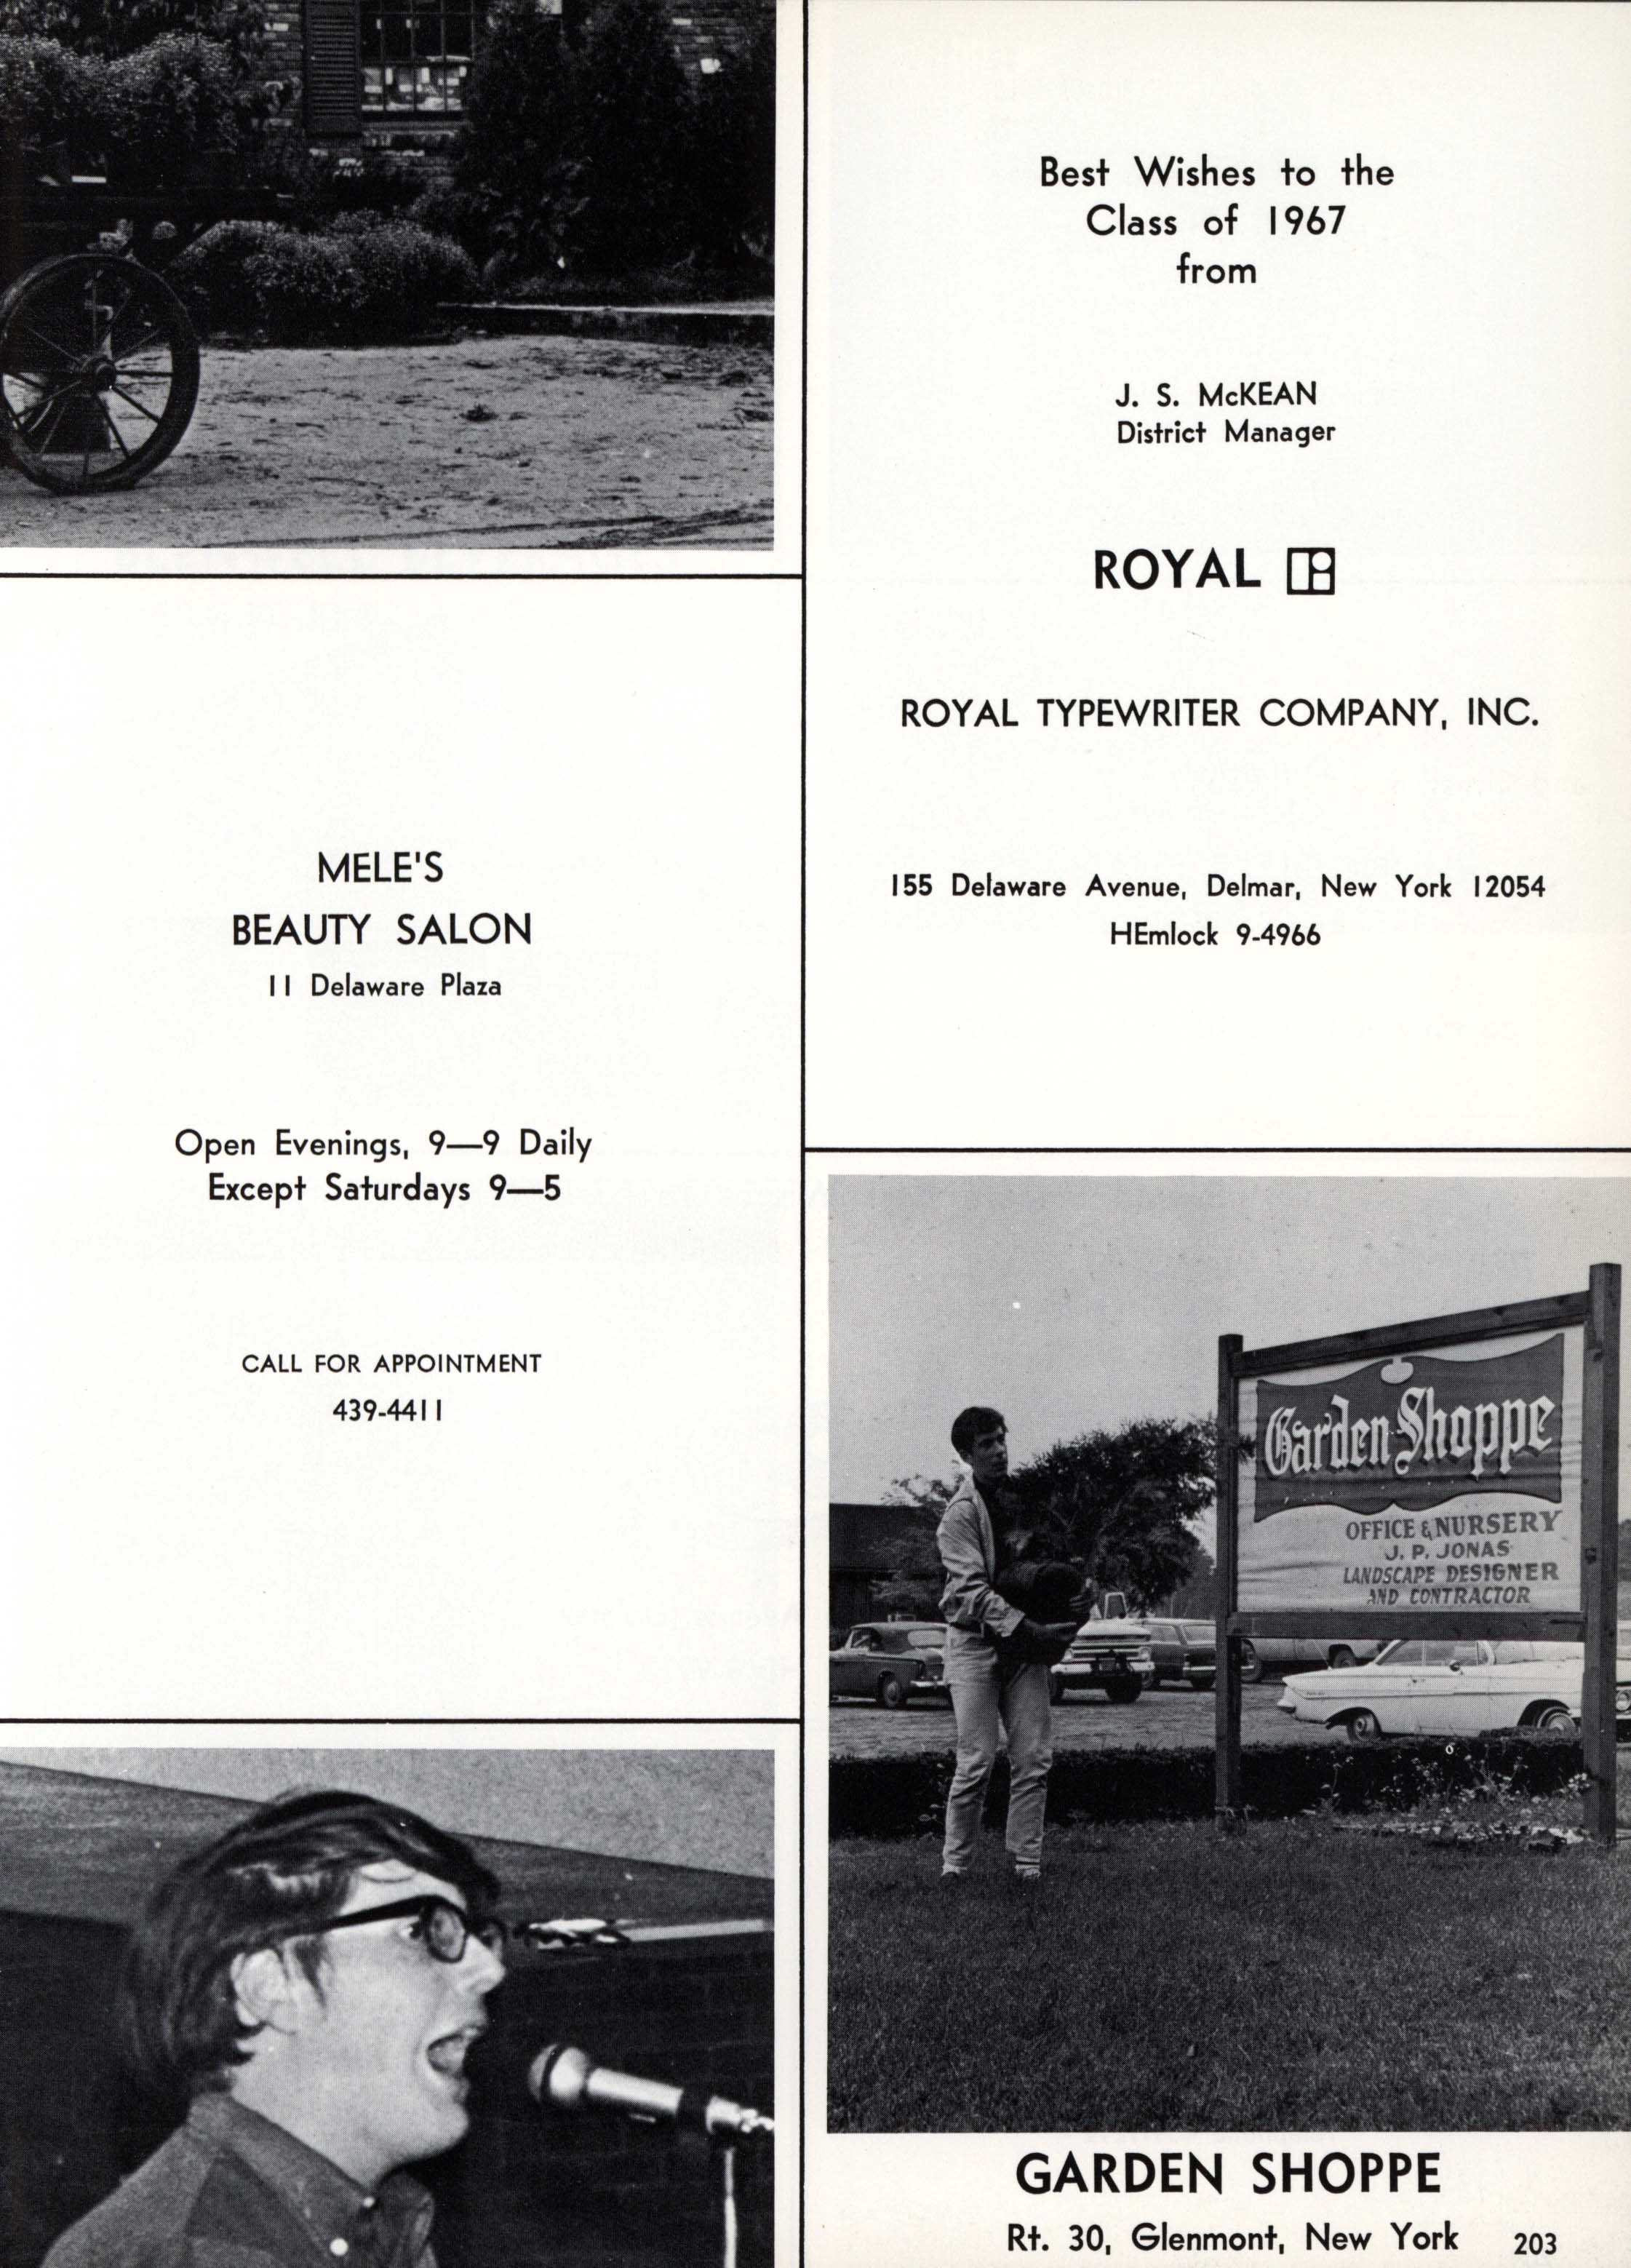 Best Wishes to the
Class of 1967
from
J. S. McKEAN
District Manager
ROYAL
ROYAL TYPEWRITER COMPANY, INC.
155 Delaware Avenue, Delmar, New York 12054
HEmlock 9-4966
MELE'S
BEAUTY SALON
11 Delaware Plaza
Open Evenings, 9—9 Daily
Except Saturdays 9—5
CALL FOR APPOINTMENT
439-4411
Garden Shoppe
OFFICE & NURSERY
J. P. JONAS
LANDSCAPE DESIGNER
AND CONTRACTOR
GARDEN SHOPPE
Rt. 30, Glenmont, New York
203